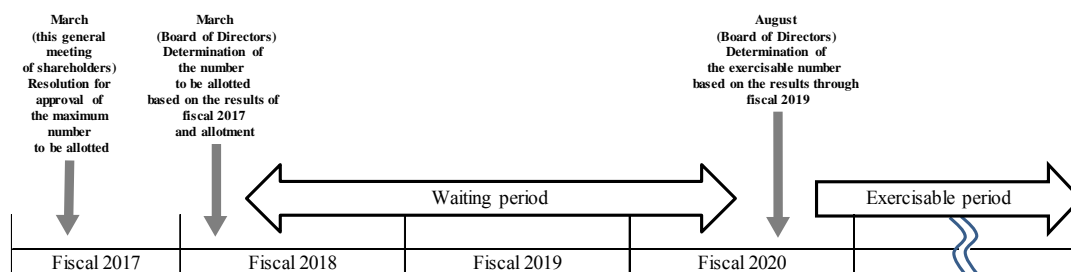 March
(this general
meeting
of shareholders)
Resolution for
approval of
the maximum
number
to be allotted
March
(Board of Directors)
Determination of
the number
to be allotted
based on the results of
fiscal 2017
and allotment
August
(Board of Directors)
Determination of
the exercisable number
based on the results through
fiscal 2019
Waiting period
Exercisable period
Fiscal 2017
Fiscal 2018
Fiscal 2019
Fiscal 2020